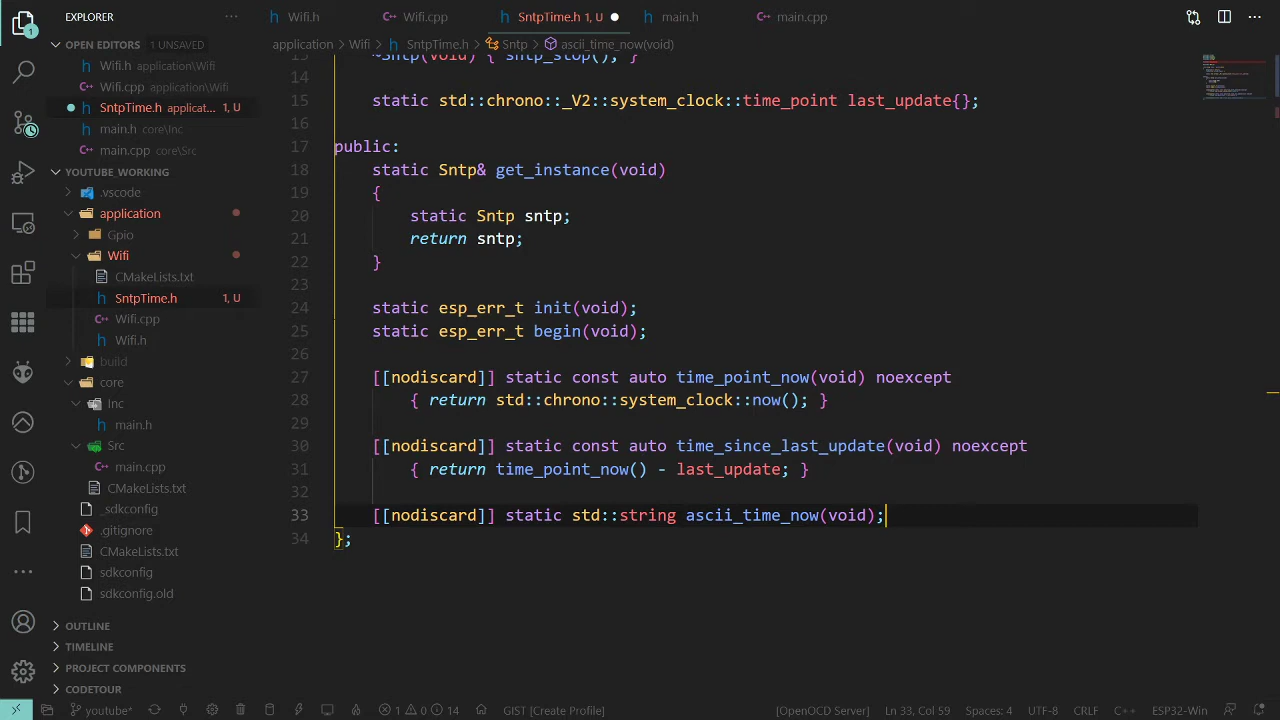 EXPLORER ···
Wifi.h Wifi.cpp SntpTime.h 1, U main.h main.cpp ···
OPEN EDITORS 1 UNSAVED
Wifi.h application\Wifi
Wifi.cpp application\Wifi
SntpTime.h applicat... 1, U
main.h core\Inc
main.cpp core\Src
YOUTUBE_WORKING
.vscode
application
Gpio
Wifi
CMakeLists.txt
SntpTime.h 1, U
Wifi.cpp
Wifi.h
build
core
Inc
main.h
Src
main.cpp
CMakeLists.txt
_sdkconfig
.gitignore
CMakeLists.txt
sdkconfig
sdkconfig.old
OUTLINE
TIMELINE
PROJECT COMPONENTS
CODETOUR
application > Wifi > SntpTime.h > Sntp > ascii_time_now(void)
13 ~Sntp(void) { sntp_stop(); }
14
15 static std::chrono::_V2::system_clock::time_point last_update{};
16
17 public:
18 static Sntp& get_instance(void)
19 {
20 static Sntp sntp;
21 return sntp;
22 }
23
24 static esp_err_t init(void);
25 static esp_err_t begin(void);
26
27 [[nodiscard]] static const auto time_point_now(void) noexcept
28 { return std::chrono::system_clock::now(); }
29
30 [[nodiscard]] static const auto time_since_last_update(void) noexcept
31 { return time_point_now() - last_update; }
32
33 [[nodiscard]] static std::string ascii_time_now(void);
34 };
youtube* 1 0 14 GIST [Create Profile] [OpenOCD Server] Ln 33, Col 59 Spaces: 4 UTF-8 CRLF C++ ESP32-Win